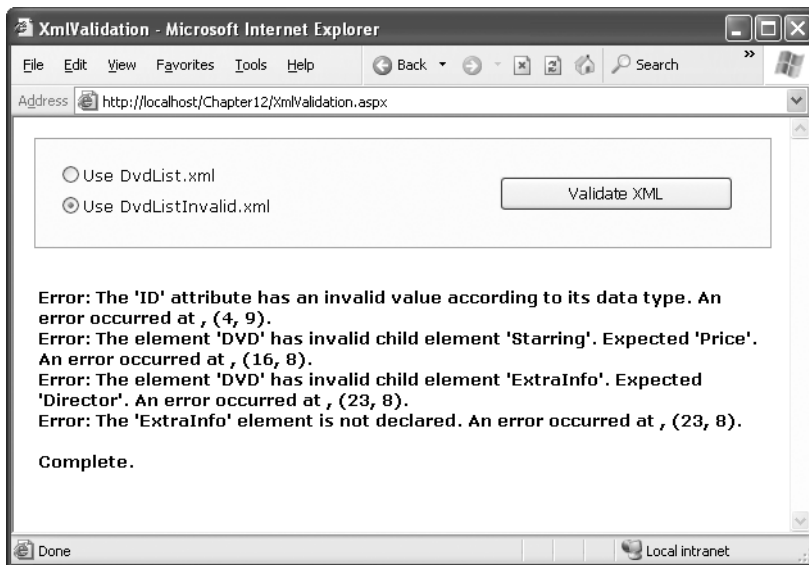 XmlValidation - Microsoft Internet Explorer
File Edit View Favorites Tools Help Back Search »
Address http://localhost/Chapter12/XmlValidation.aspx
Use DvdList.xml
Use DvdListInvalid.xml
Validate XML
Error: The 'ID' attribute has an invalid value according to its data type. An
error occurred at , (4, 9).
Error: The element 'DVD' has invalid child element 'Starring'. Expected 'Price'.
An error occurred at , (16, 8).
Error: The element 'DVD' has invalid child element 'ExtraInfo'. Expected
'Director'. An error occurred at , (23, 8).
Error: The 'ExtraInfo' element is not declared. An error occurred at , (23, 8).
Complete.
Done Local intranet